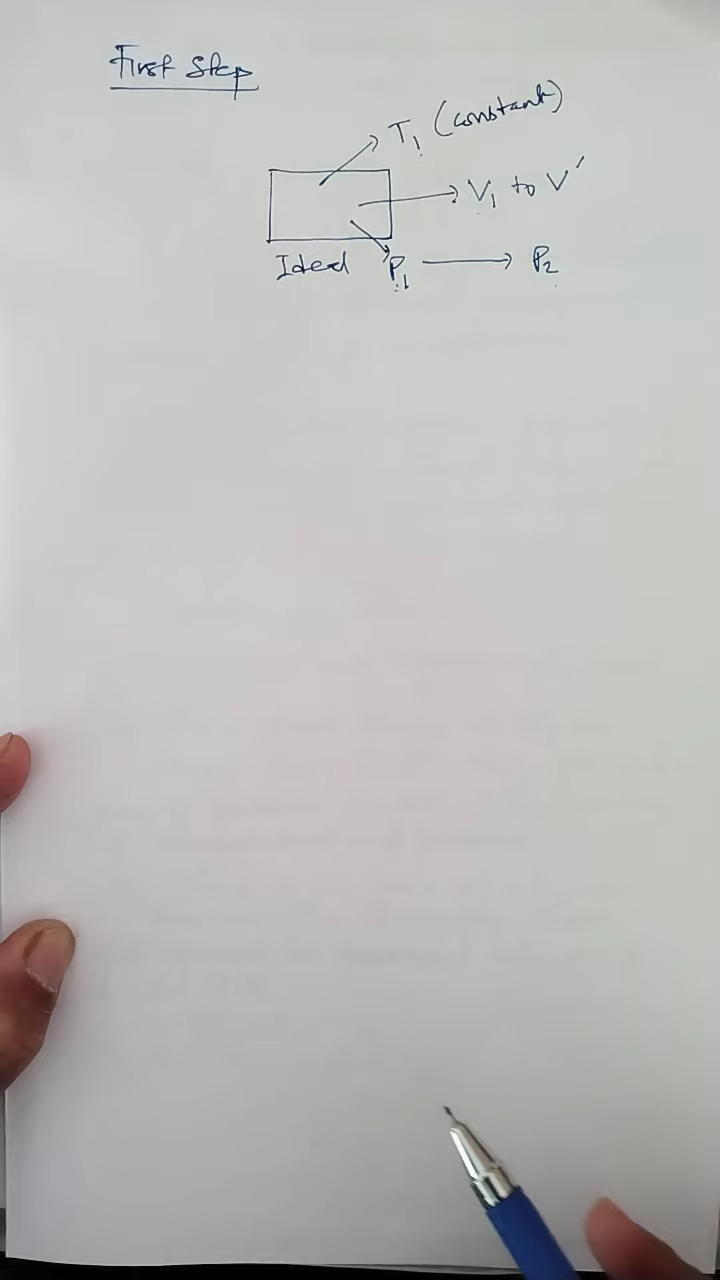 First Step
T₁ (constant)
V₁ to V′
Ideal P₁ → P₂